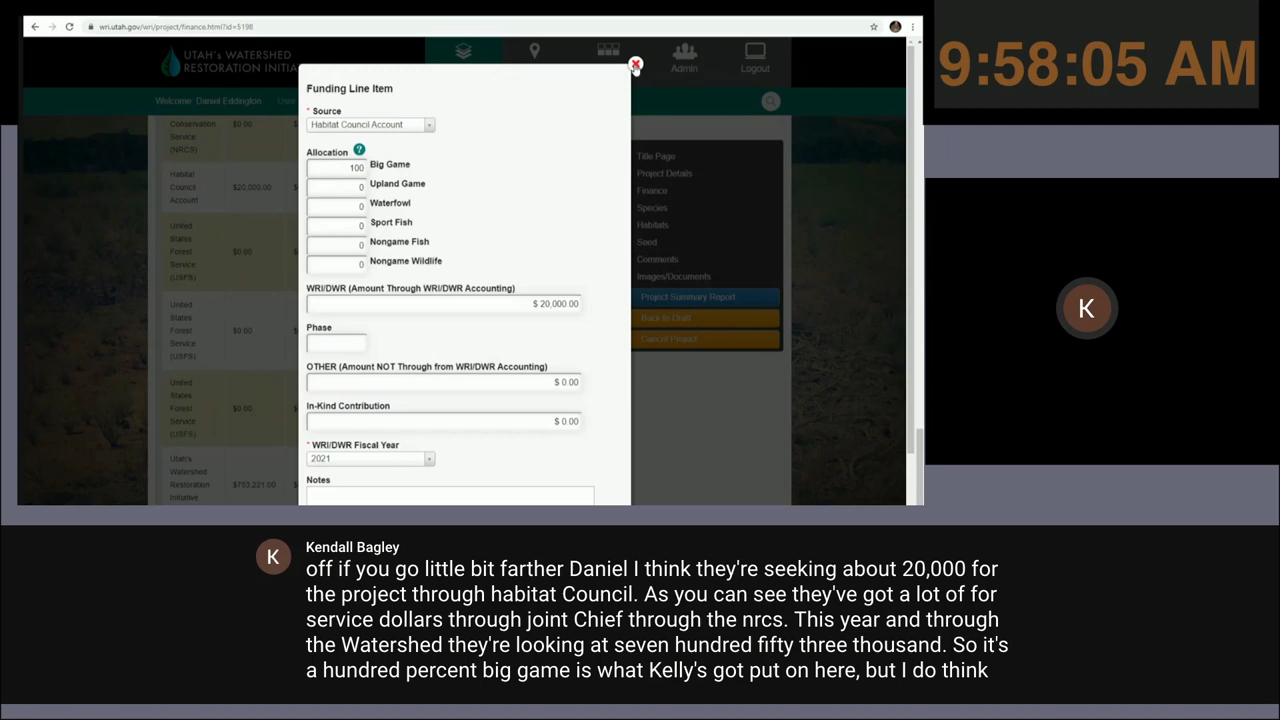 wri.utah.gov/wri/project/finance.html?id=5198
9:58:05 AM
UTAH'S WATERSHED
RESTORATION INITIA
Admin
Logout
Welcome: Daniel Eddington
Conservation
Service
(NRCS)
$0.00
Habitat
Council
Account
$20,000.00
United
States
Forest
Service
(USFS)
$0.00
United
States
Forest
Service
(USFS)
$0.00
United
States
Forest
Service
(USFS)
$0.00
Utah's
Watershed
Restoration
Initiative
$753,221.00
Funding Line Item
* Source
Habitat Council Account
Allocation ?
100 Big Game
0 Upland Game
0 Waterfowl
0 Sport Fish
0 Nongame Fish
0 Nongame Wildlife
WRI/DWR (Amount Through WRI/DWR Accounting)
$ 20,000.00
Phase
OTHER (Amount NOT Through from WRI/DWR Accounting)
$ 0.00
In-Kind Contribution
$ 0.00
* WRI/DWR Fiscal Year
2021
Notes
Title Page
Project Details
Finance
Species
Habitats
Seed
Comments
Images/Documents
Project Summary Report
Back to Draft
Cancel Project
K
K
Kendall Bagley
off if you go little bit farther Daniel I think they're seeking about 20,000 for
the project through habitat Council. As you can see they've got a lot of for
service dollars through joint Chief through the nrcs. This year and through
the Watershed they're looking at seven hundred fifty three thousand. So it's
a hundred percent big game is what Kelly's got put on here, but I do think